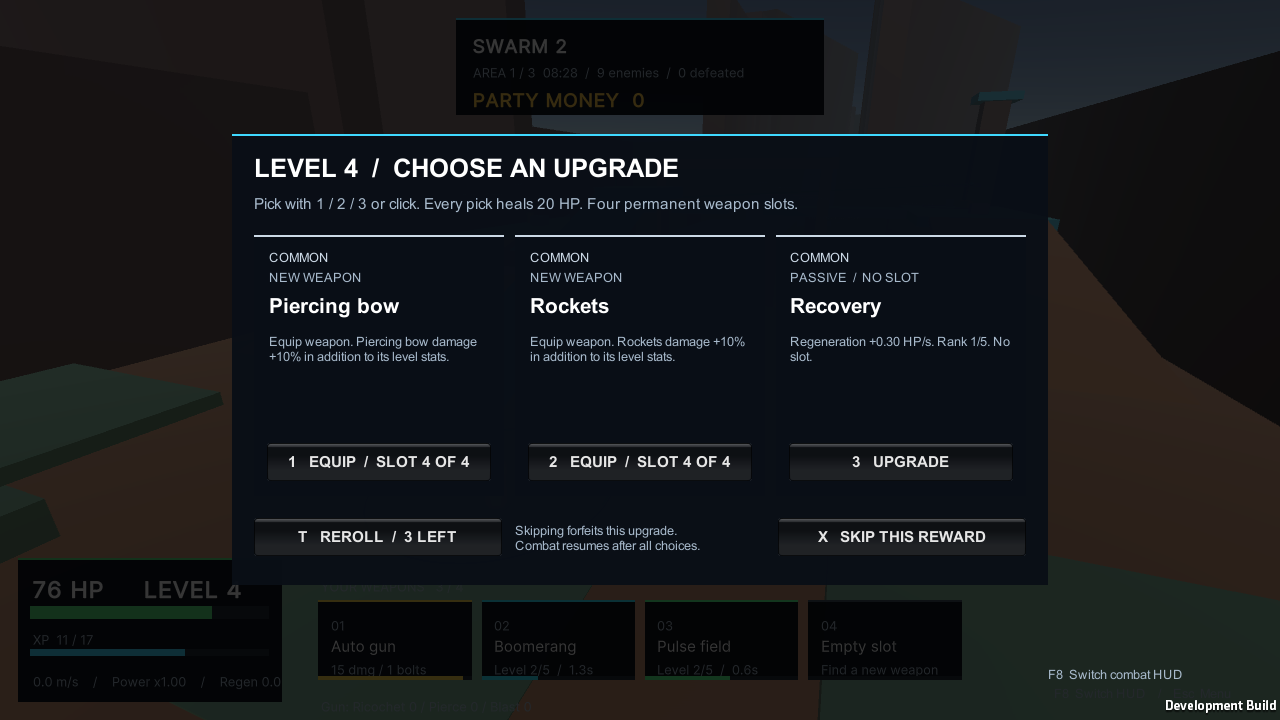 SWARM 2
AREA 1 / 3  08:28  /  9 enemies  /  0 defeated
PARTY MONEY  0
LEVEL 4  /  CHOOSE AN UPGRADE
Pick with 1 / 2 / 3 or click. Every pick heals 20 HP. Four permanent weapon slots.
COMMON
NEW WEAPON
Piercing bow
Equip weapon. Piercing bow damage
+10% in addition to its level stats.
1   EQUIP  /  SLOT 4 OF 4
COMMON
NEW WEAPON
Rockets
Equip weapon. Rockets damage +10%
in addition to its level stats.
2   EQUIP  /  SLOT 4 OF 4
COMMON
PASSIVE  /  NO SLOT
Recovery
Regeneration +0.30 HP/s. Rank 1/5. No
slot.
3   UPGRADE
T   REROLL  /  3 LEFT
Skipping forfeits this upgrade.
Combat resumes after all choices.
X   SKIP THIS REWARD
76 HP
LEVEL 4
XP  11 / 17
0.0 m/s    /    Power x1.00    /    Regen 0.0
01
Auto gun
15 dmg / 1 bolts
02
Boomerang
Level 2/5  /  1.3s
03
Pulse field
Level 2/5  /  0.6s
04
Empty slot
Find a new weapon
F8  Switch combat HUD
Development Build